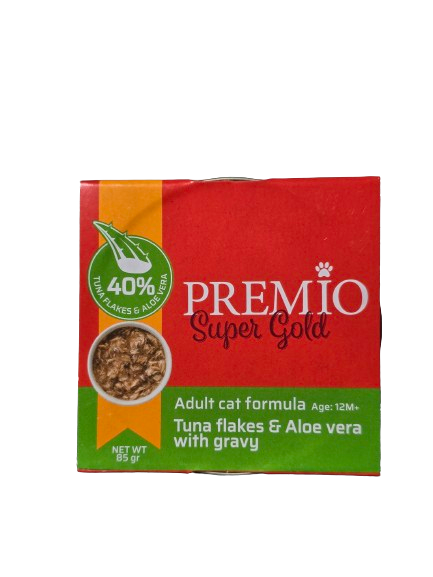 40%
TUNA FLAKES & ALOE VERA
PREMIO
Super Gold
Adult cat formula Age: 12M+
Tuna flakes & Aloe vera
with gravy
NET WT
85 gr